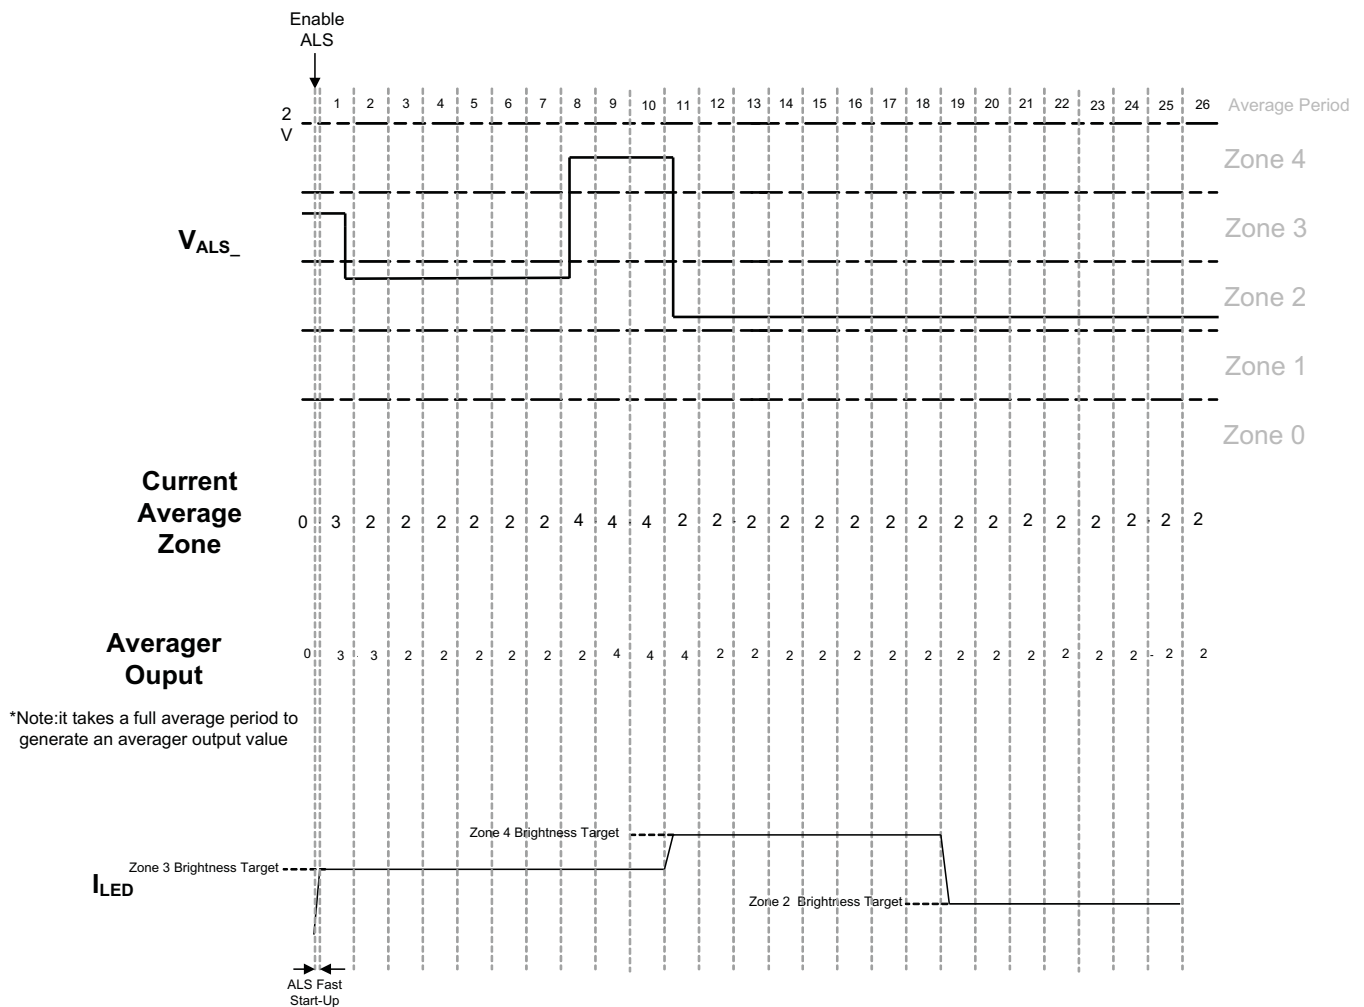 Enable
ALS
1 2 3 4 5 6 7 8 9 10 11 12 13 14 15 16 17 18 19 20 21 22 23 24 25 26 Average Period
2
V
Zone 4
Zone 3
VALS_
Zone 2
Zone 1
Zone 0
Current
Average
Zone
0 3 2 2 2 2 2 2 4 4 4 2 2 2 2 2 2 2 2 2 2 2 2 2 2 2 2
Averager
Ouput
0 3 3 2 2 2 2 2 2 4 4 4 2 2 2 2 2 2 2 2 2 2 2 2 2 2 2
*Note:it takes a full average period to
generate an averager output value
Zone 4 Brightness Target
Zone 3 Brightness Target
ILED
Zone 2 Brightness Target
ALS Fast
Start-Up